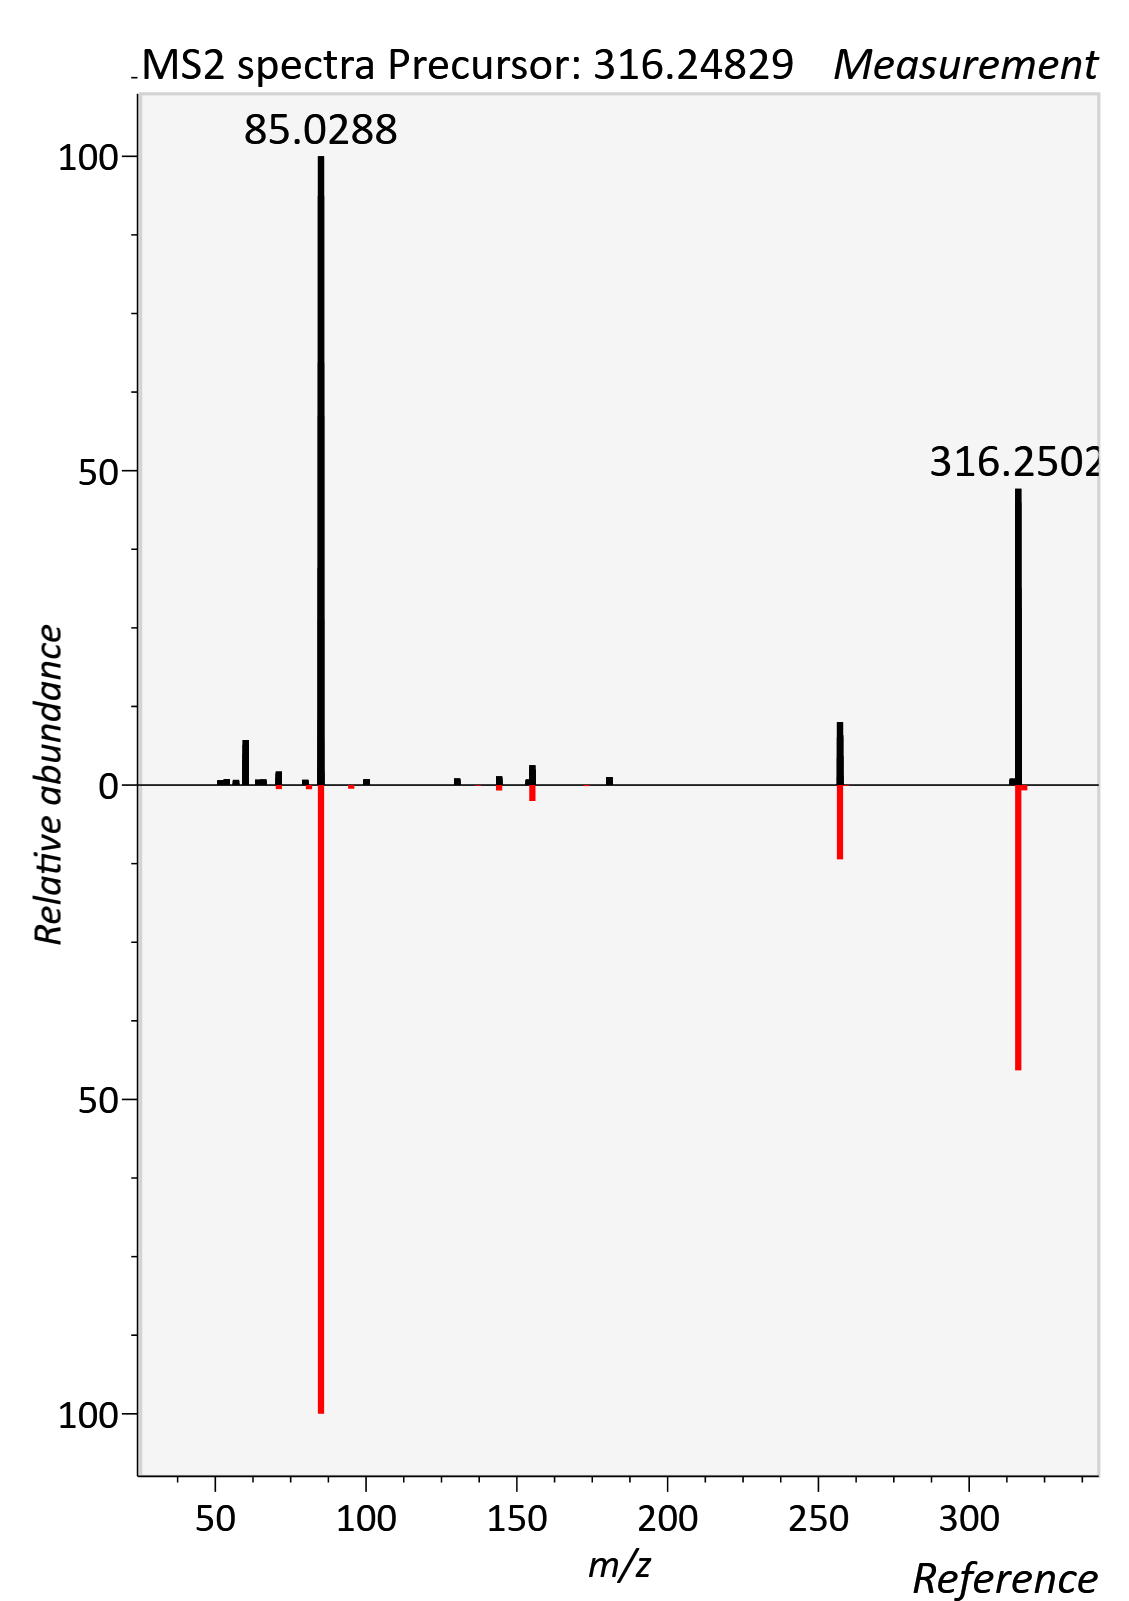 MS2 spectra Precursor: 316.24829 Measurement
85.0288
100
316.2502
50
0
50
100
Relative abundance
50 100 150 200 250 300
m/z
Reference